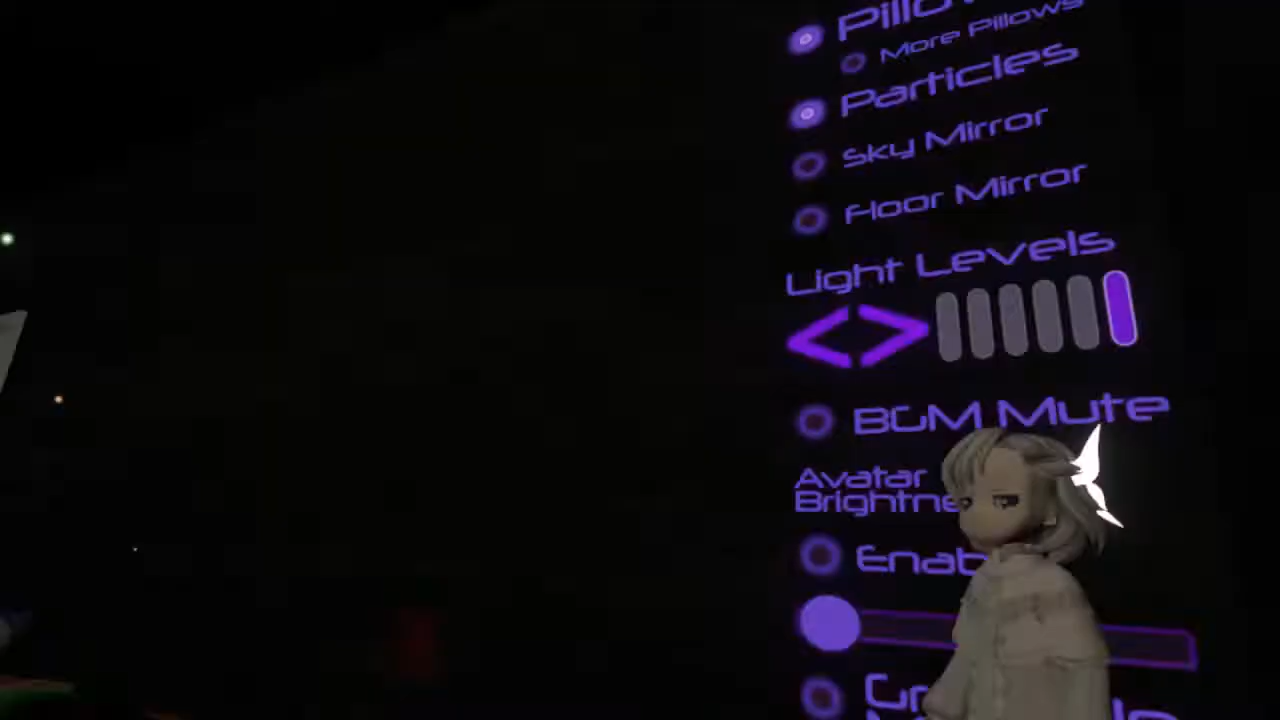 More Pillows
Particles
Sky Mirror
Floor Mirror
Light Levels
BGM Mute
Avatar